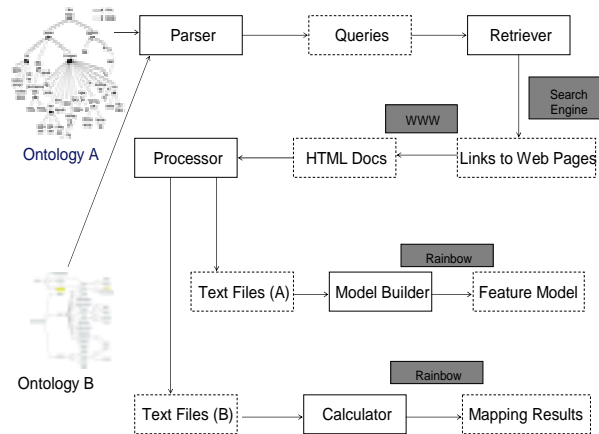 Parser
Queries
Retriever
Search
Engine
WWW
Ontology A
Processor
HTML Docs
Links to Web Pages
Rainbow
Text Files (A)
Model Builder
Feature Model
Ontology B
Rainbow
Text Files (B)
Calculator
Mapping Results